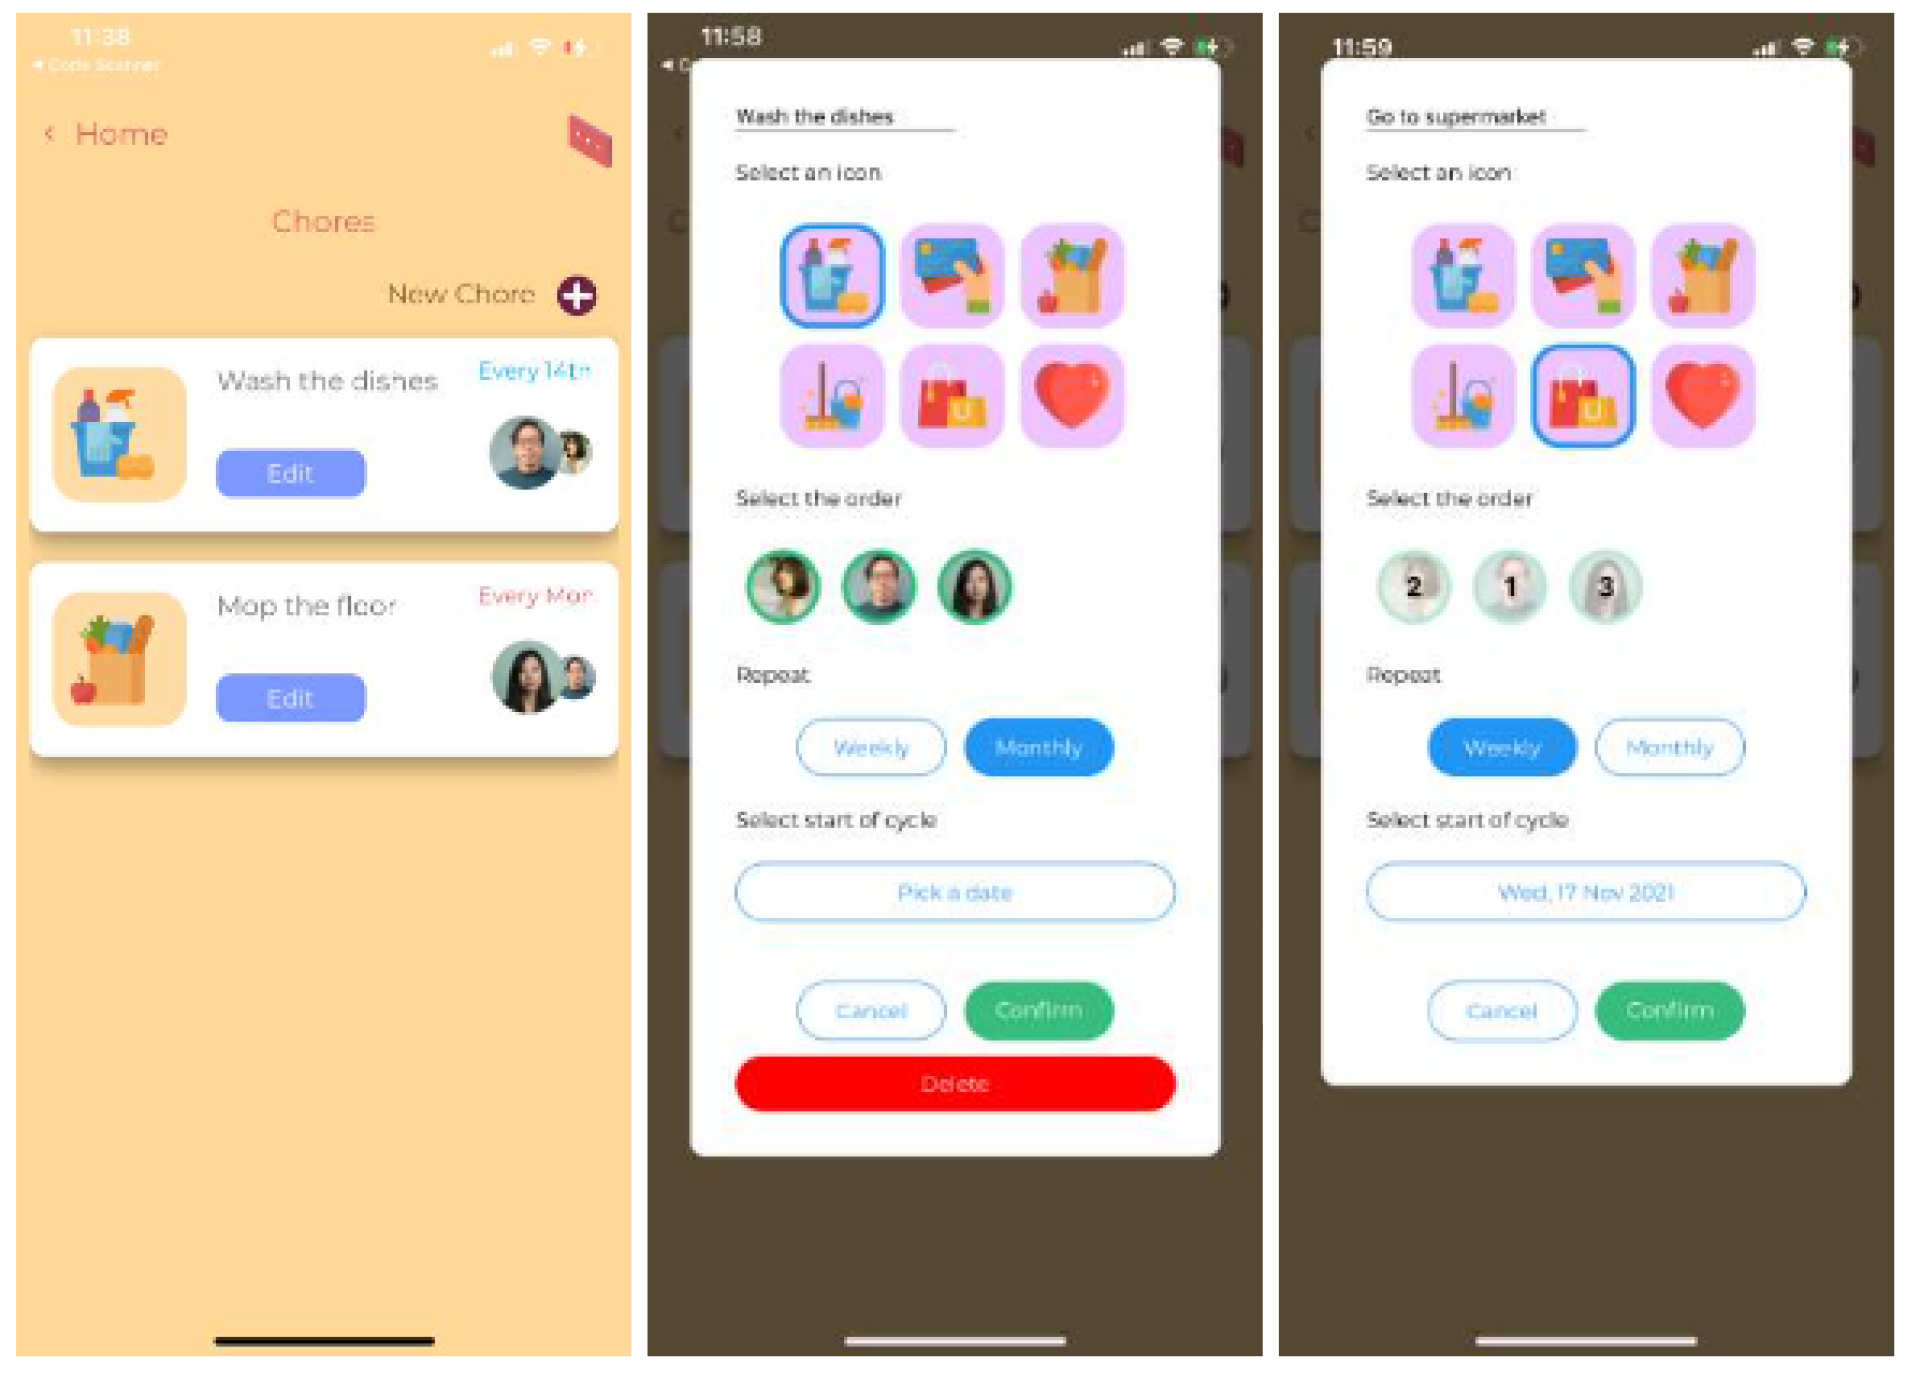 11:38
Code Scanner
Home
Chores
New Chore
Wash the dishes
Every 14th
Edit
Mop the floor
Every Mon
Edit
11:58
Wash the dishes
Select an icon
Select the order
Repeat
Weekly
Monthly
Select start of cycle
Pick a date
Cancel
Confirm
Delete
11:59
Go to supermarket
Select an icon
Select the order
2
1
3
Repeat
Weekly
Monthly
Select start of cycle
Wed, 17 Nov 2021
Cancel
Confirm